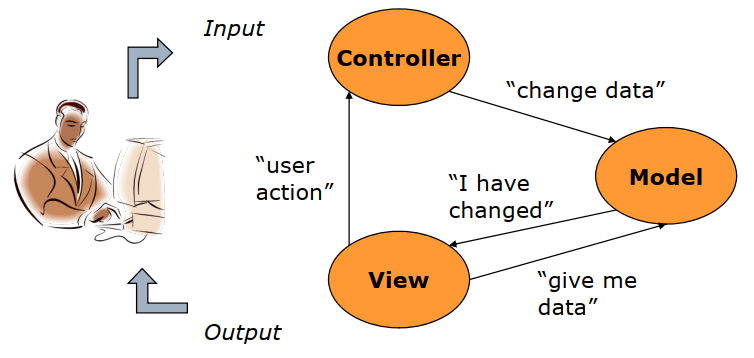 Input
Controller
“change data”
“user
action”
“I have
changed”
Model
View
“give me
data”
Output